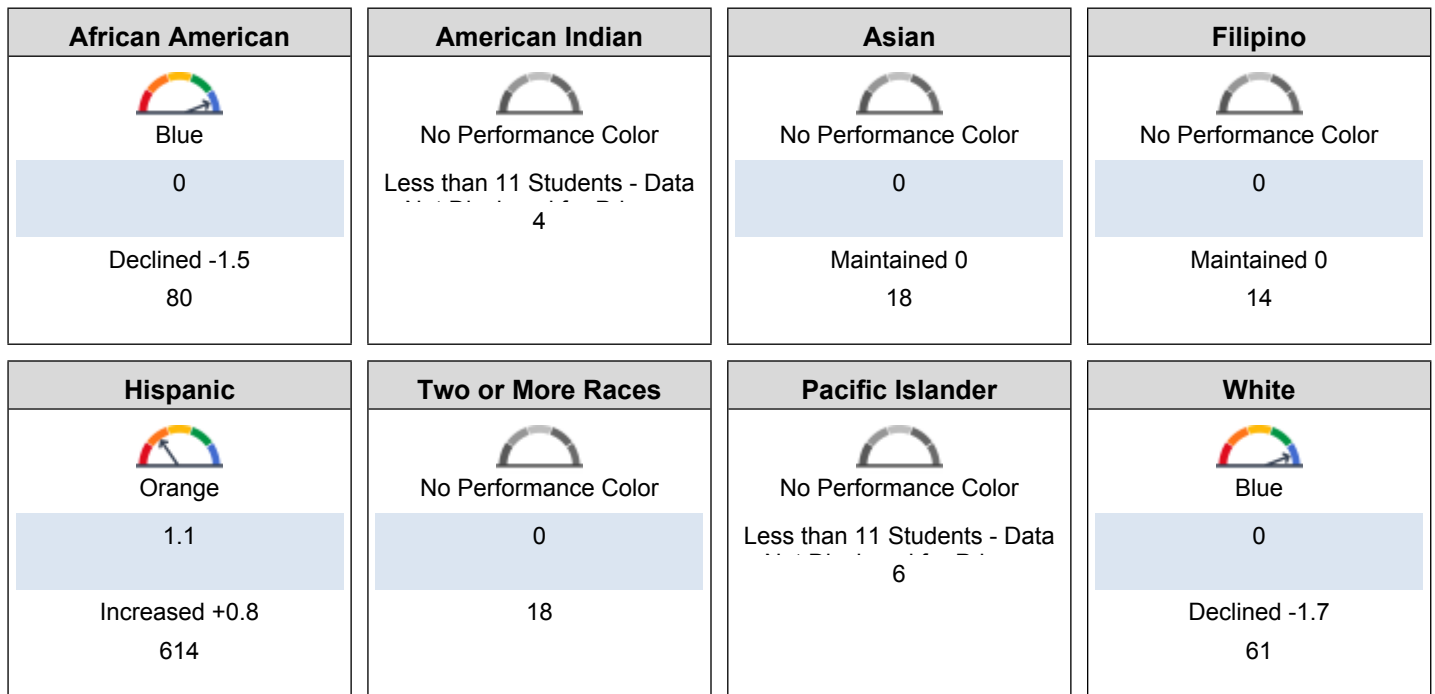 African American
Blue
0
Declined -1.5
80
American Indian
No Performance Color
Less than 11 Students - Data
4
Asian
No Performance Color
0
Maintained 0
18
Filipino
No Performance Color
0
Maintained 0
14
Hispanic
Orange
1.1
Increased +0.8
614
Two or More Races
No Performance Color
0
18
Pacific Islander
No Performance Color
Less than 11 Students - Data
6
White
Blue
0
Declined -1.7
61